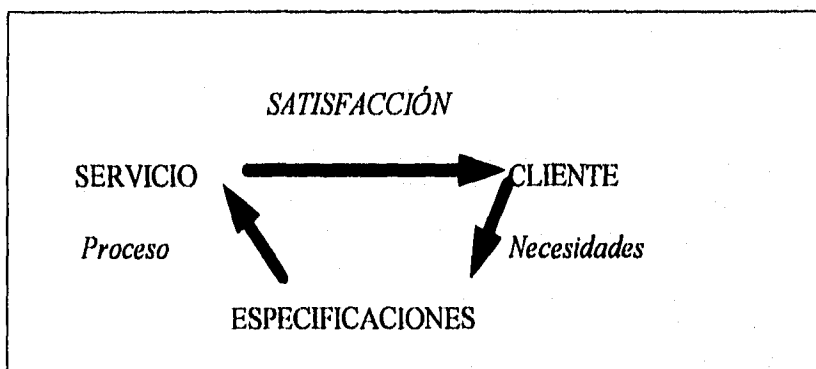 SATISFACCIÓN
SERVICIO CLIENTE
Proceso Necesidades
ESPECIFICACIONES